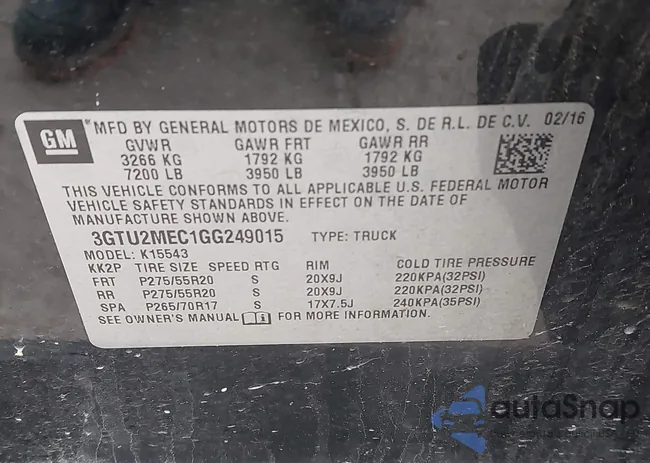 GM
MFD BY GENERAL MOTORS DE MEXICO, S. DE R.L. DE C.V. 02/16
GVWR GAWR FRT GAWR RR
3266 KG 1792 KG 1792 KG
7200 LB 3950 LB 3950 LB
THIS VEHICLE CONFORMS TO ALL APPLICABLE U.S. FEDERAL MOTOR
VEHICLE SAFETY STANDARDS IN EFFECT ON THE DATE OF
MANUFACTURE SHOWN ABOVE.
3GTU2MEC1GG249015 TYPE: TRUCK
MODEL: K15543
KK2P TIRE SIZE SPEED RTG RIM COLD TIRE PRESSURE
FRT P275/55R20 S 20X9J 220KPA(32PSI)
RR P275/55R20 S 20X9J 220KPA(32PSI)
SPA P265/70R17 S 17X7.5J 240KPA(35PSI)
SEE OWNER'S MANUAL FOR MORE INFORMATION.
autoSnap